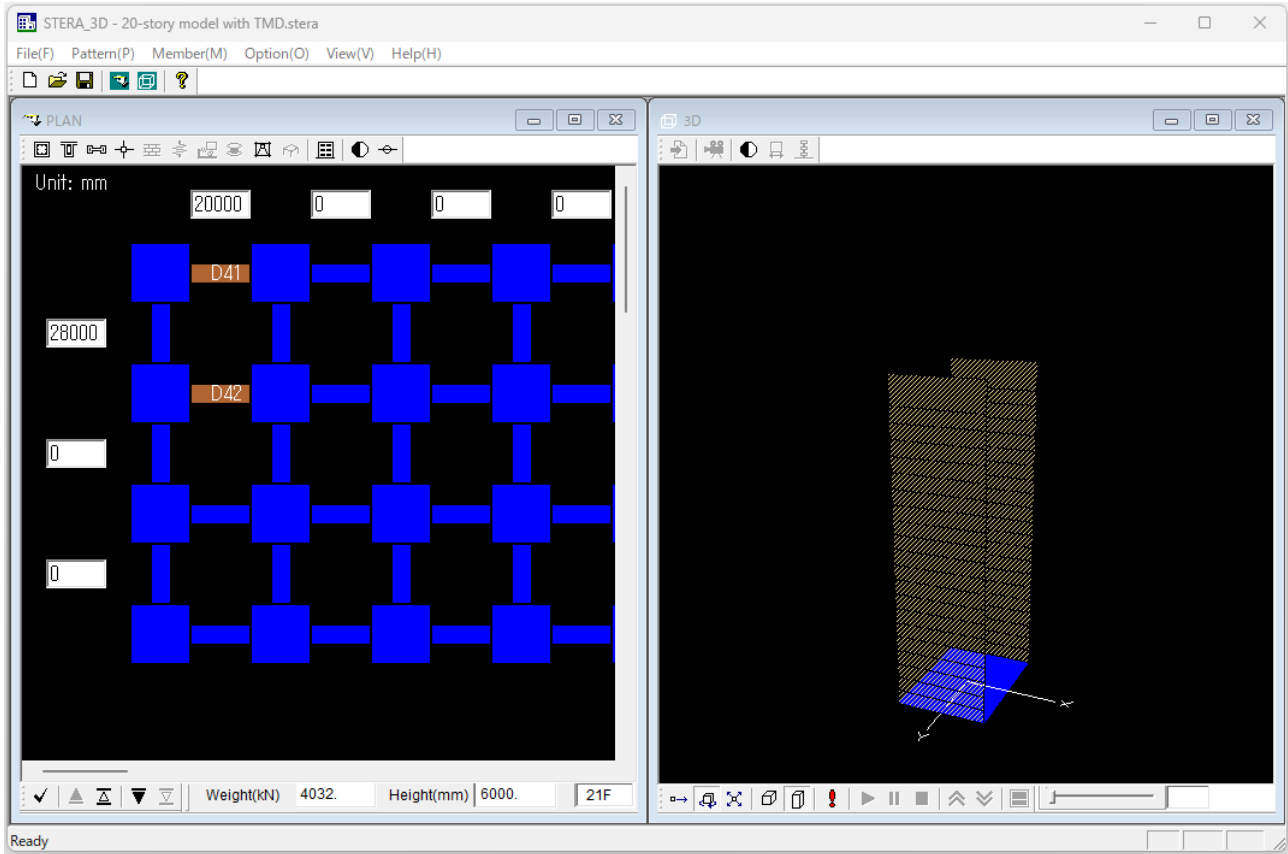 STERA_3D - 20-story model with TMD.stera
File(F) Pattern(P) Member(M) Option(O) View(V) Help(H)
PLAN
Unit: mm
20000 0 0 0
D41
28000
D42
0
0
Weight(kN) 4032. Height(mm) 6000. 21F
3D
X
Y
Ready